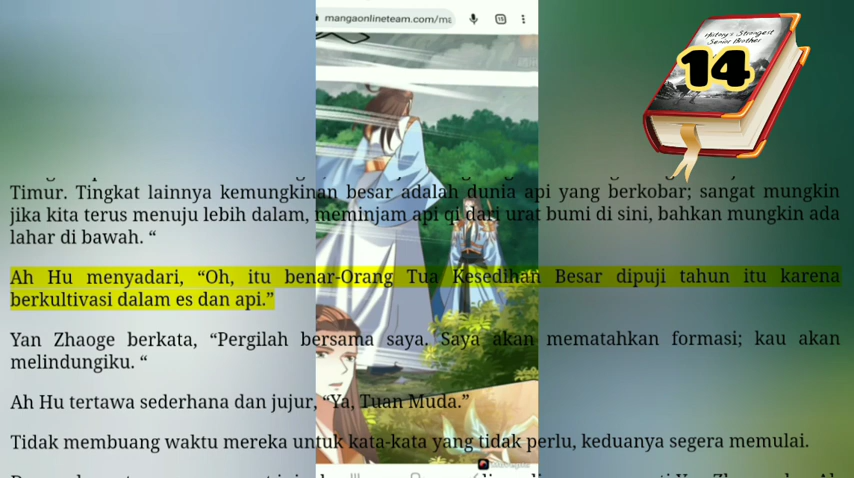 mangaonlineteam.com/ma
History's Strongest
Senior Brother
14
Timur. Tingkat lainnya kemungkinan besar adalah dunia api yang berkobar; sangat mungkin
jika kita terus menuju lebih dalam, meminjam api qi dari urat bumi di sini, bahkan mungkin ada
lahar di bawah. “
Ah Hu menyadari, “Oh, itu benar-Orang Tua Kesedihan Besar dipuji tahun itu karena
berkultivasi dalam es dan api.”
Yan Zhaoge berkata, “Pergilah bersama saya. Saya akan mematahkan formasi; kau akan
melindungiku. “
Ah Hu tertawa sederhana dan jujur, “Ya, Tuan Muda.”
Tidak membuang waktu mereka untuk kata-kata yang tidak perlu, keduanya segera memulai.